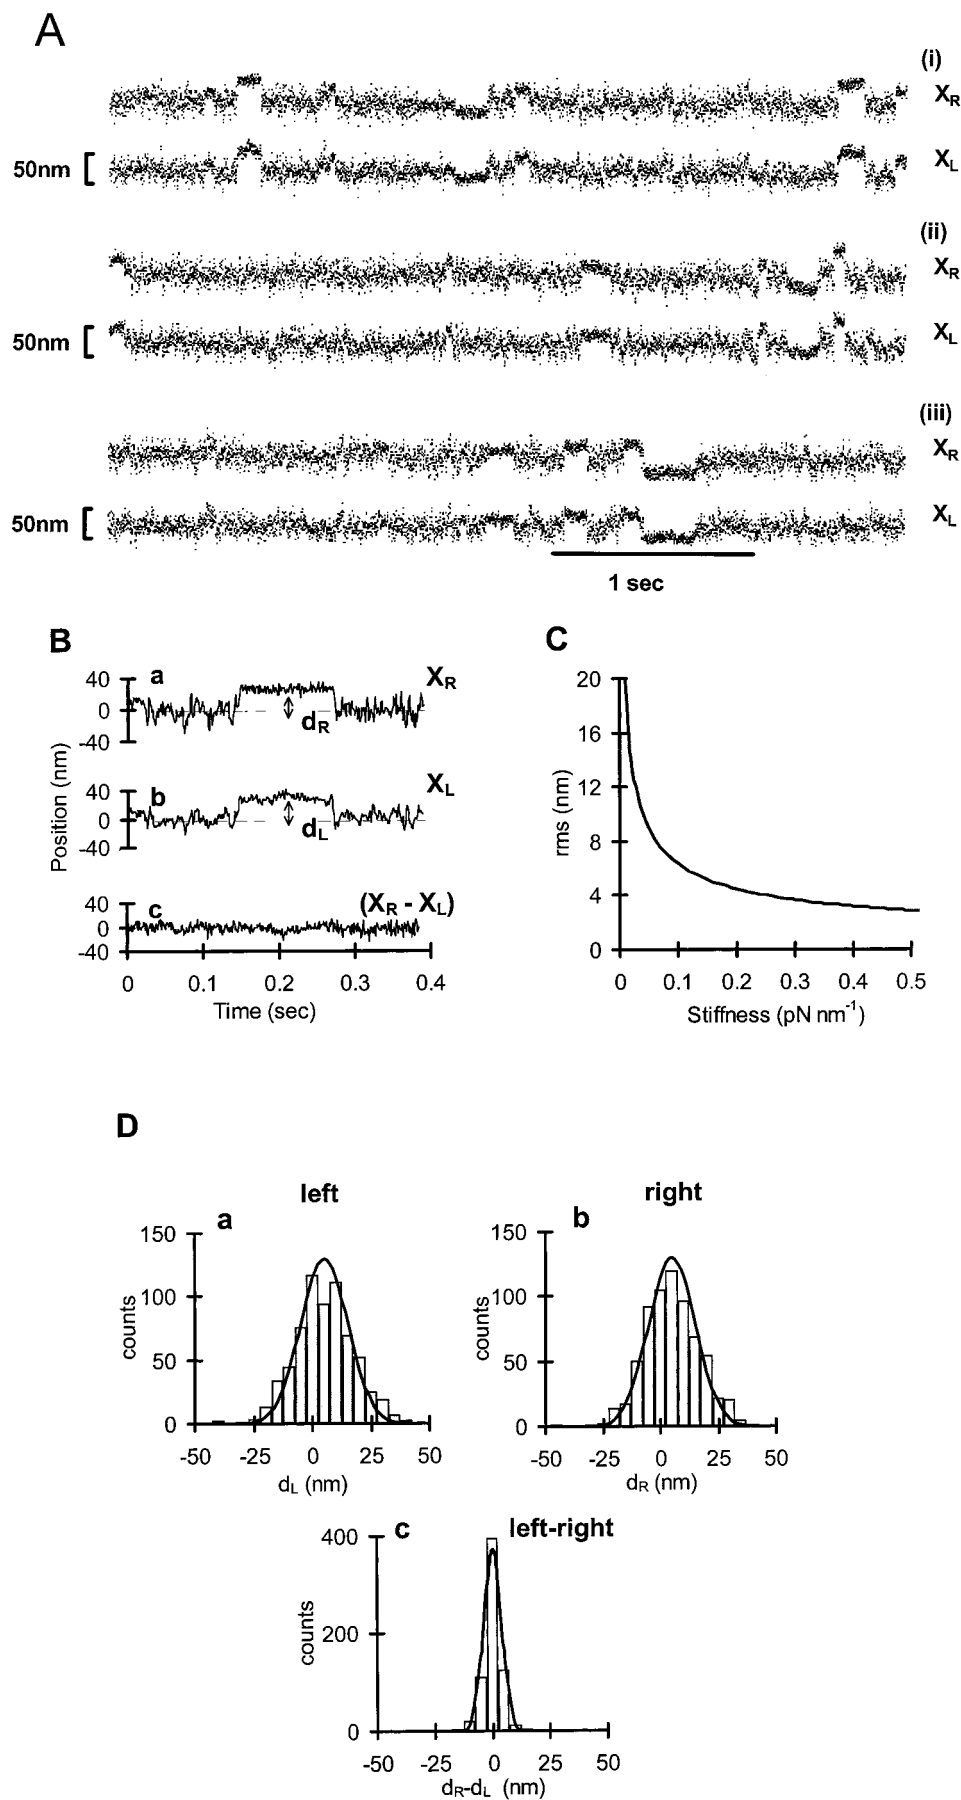 A
(i)
XR
50nm
XL
(ii)
XR
50nm
XL
(iii)
XR
50nm
XL
1 sec
B
a
XR
40
0
-40
dR
b
XL
40
0
-40
dL
Position (nm)
c
(XR - XL)
40
0
-40
0 0.1 0.2 0.3 0.4
Time (sec)
C
20
16
12
8
4
0
rms (nm)
0 0.1 0.2 0.3 0.4 0.5
Stiffness (pN nm-1)
D
left
a
150
100
50
0
counts
-50 -25 0 25 50
dL (nm)
right
b
150
100
50
0
counts
-50 -25 0 25 50
dR (nm)
c
left-right
400
200
0
counts
-50 -25 0 25 50
dR-dL (nm)